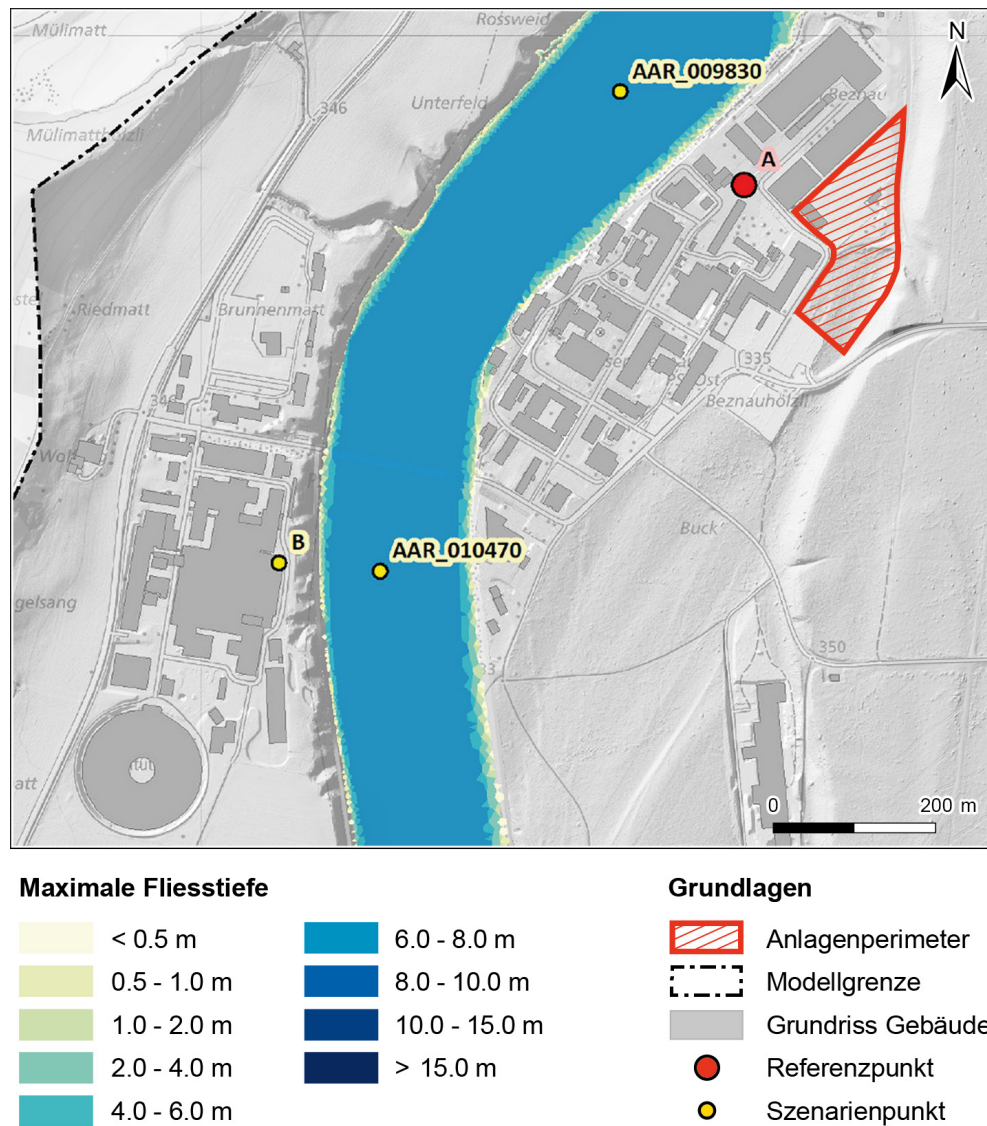 Mülimatt
Rossweid
N
AAR_009830
346
Unterfeld
Beznau
Mülimatthölzli
A
Riedmatt
Brunnenmatt
335
Ost
Beznauhölzli
346
Buck
B
AAR_010470
gelsang
33
350
att
0
200 m
Maximale Fliesstiefe
< 0.5 m
0.5 - 1.0 m
1.0 - 2.0 m
2.0 - 4.0 m
4.0 - 6.0 m
6.0 - 8.0 m
8.0 - 10.0 m
10.0 - 15.0 m
> 15.0 m
Grundlagen
Anlagenperimeter
Modellgrenze
Grundriss Gebäude
Referenzpunkt
Szenarienpunkt